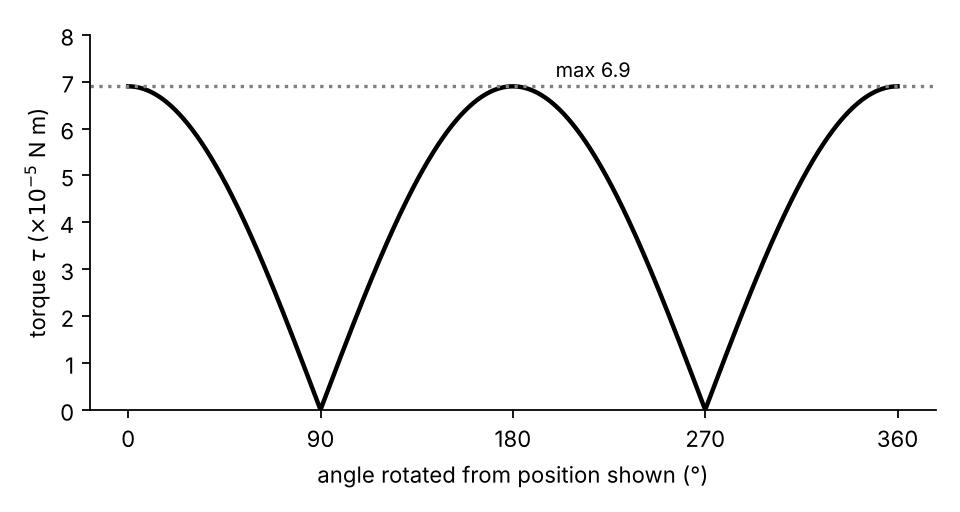 max 6.9
8
7
6
5
4
3
2
1
0
torque τ (×10⁻⁵ N m)
0 90 180 270 360
angle rotated from position shown (°)